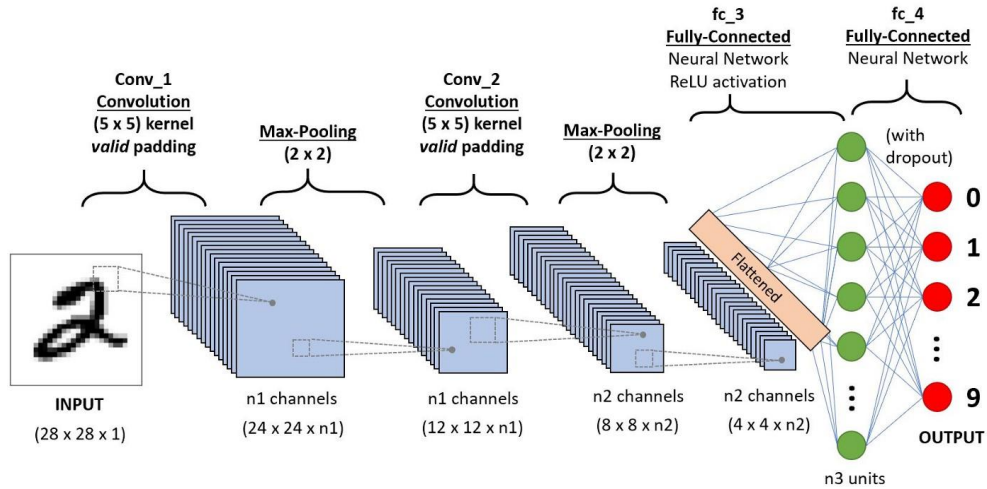 Conv_1
Convolution
(5 x 5) kernel
valid padding
Max-Pooling
(2 x 2)
Conv_2
Convolution
(5 x 5) kernel
valid padding
Max-Pooling
(2 x 2)
fc_3
Fully-Connected
Neural Network
ReLU activation
fc_4
Fully-Connected
Neural Network
(with
dropout)
2
Flattened
0
1
2
9
INPUT
(28 x 28 x 1)
n1 channels
(24 x 24 x n1)
n1 channels
(12 x 12 x n1)
n2 channels
(8 x 8 x n2)
n2 channels
(4 x 4 x n2)
n3 units
OUTPUT